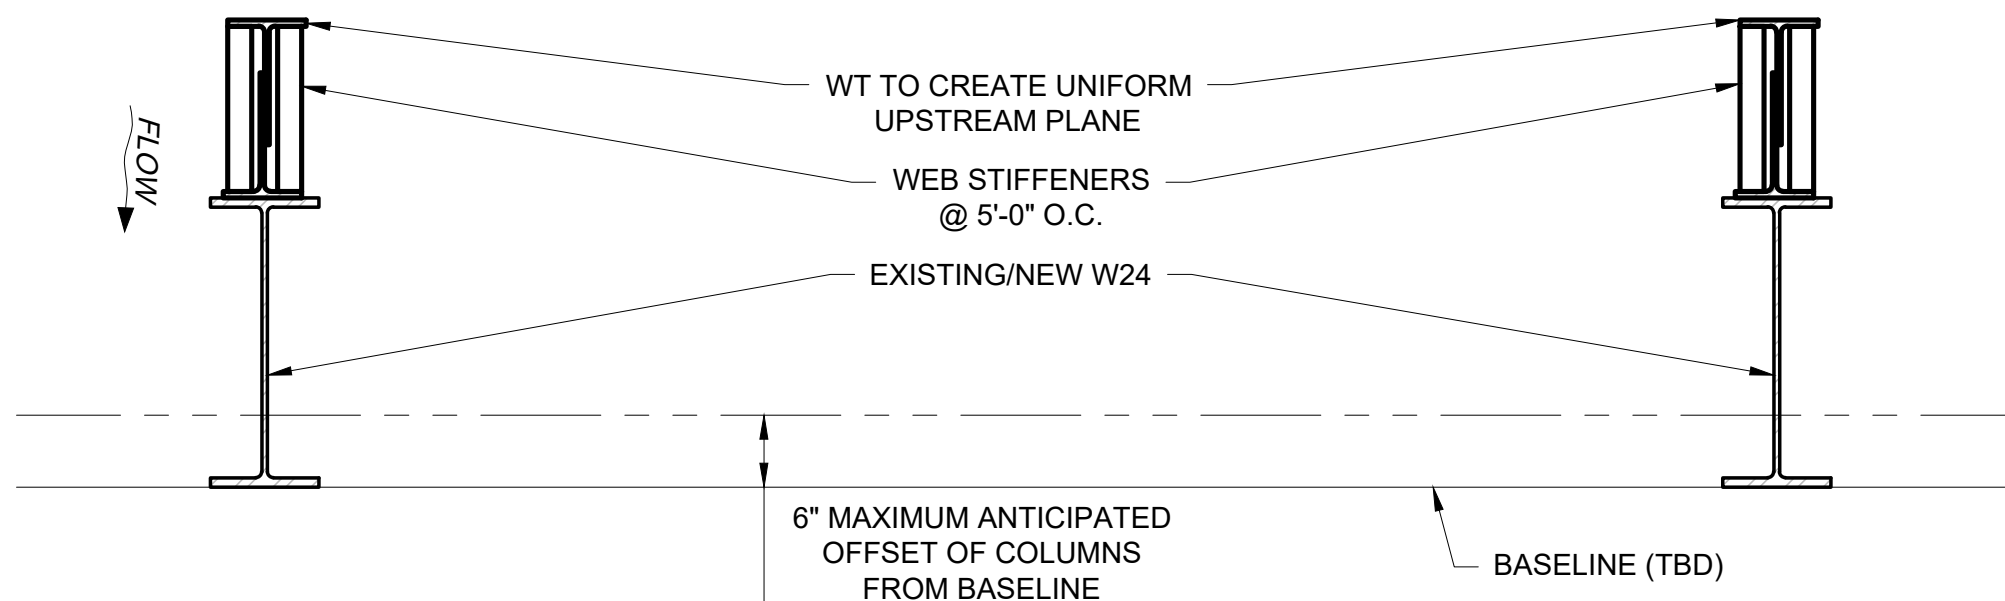 WT TO CREATE UNIFORM
UPSTREAM PLANE
FLOW
WEB STIFFENERS
@ 5'-0" O.C.
EXISTING/NEW W24
6" MAXIMUM ANTICIPATED
OFFSET OF COLUMNS
FROM BASELINE
BASELINE (TBD)